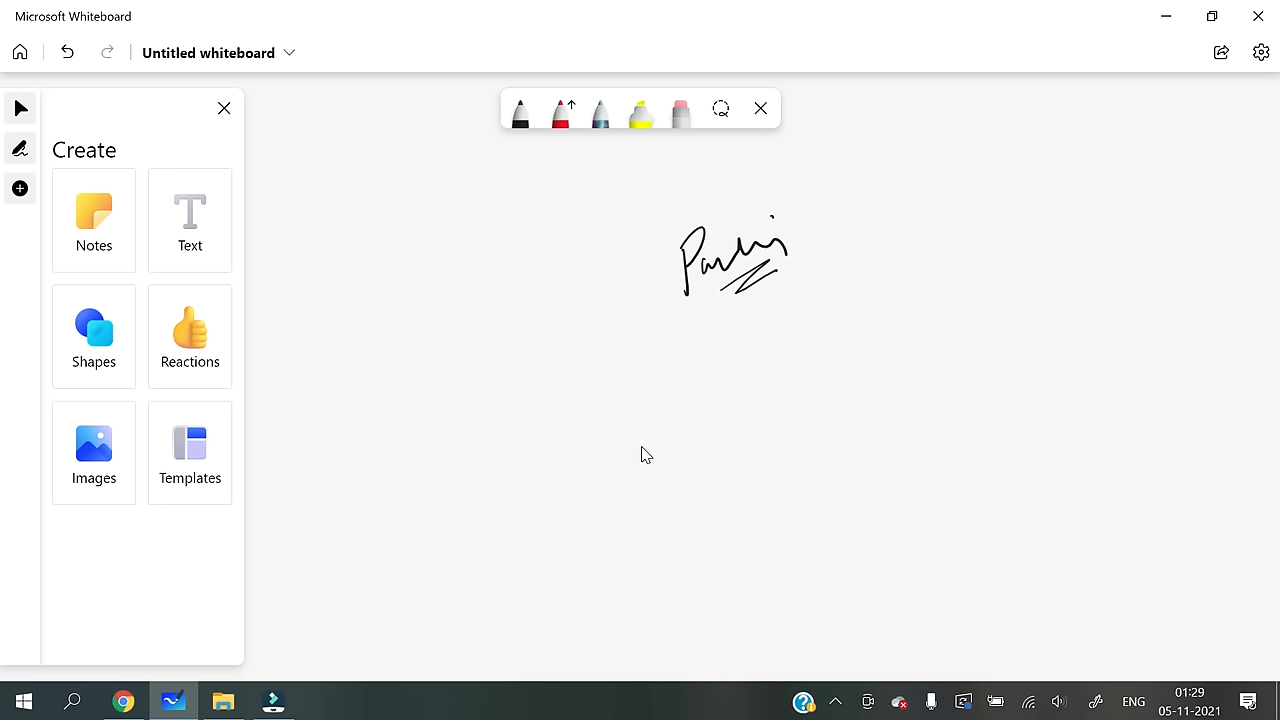 Microsoft Whiteboard
Untitled whiteboard
Create
Notes
Text
Shapes
Reactions
Images
Templates
ENG
01:29
05-11-2021